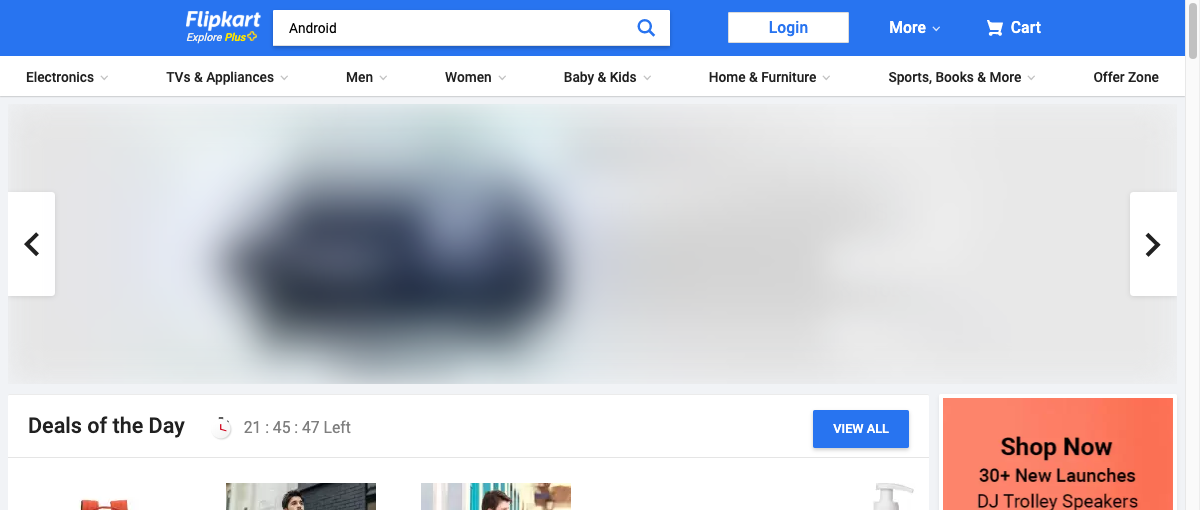 Flipkart
Explore Plus
Android
Login
More
Cart
Electronics
TVs & Appliances
Men
Women
Baby & Kids
Home & Furniture
Sports, Books & More
Offer Zone
Deals of the Day
21 : 45 : 47 Left
VIEW ALL
Shop Now
30+ New Launches
DJ Trolley Speakers